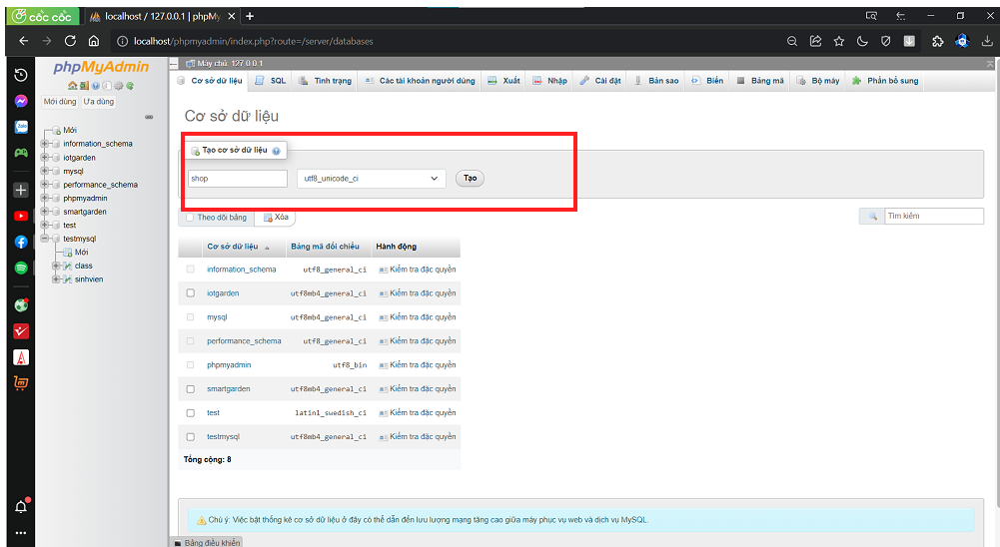 cốc cốc
localhost / 127.0.0.1 | phpMy
localhost/phpmyadmin/index.php?route=/server/databases
phpMyAdmin
Mới dùng Ưa dùng
Mới
information_schema
iotgarden
mysql
performance_schema
phpmyadmin
smartgarden
test
testmysql
Mới
class
sinhvien
Máy chủ: 127.0.0.1
Cơ sở dữ liệu SQL Tình trạng Các tài khoản người dùng Xuất Nhập Cài đặt Bản sao Biến Bảng mã Bộ máy Phần bổ sung
Cơ sở dữ liệu
Tạo cơ sở dữ liệu
shop utf8_unicode_ci Tạo
Theo dõi bảng Xóa Tìm kiếm
Cơ sở dữ liệu Bảng mã đối chiếu Hành động
information_schema utf8_general_ci Kiểm tra đặc quyền
iotgarden utf8mb4_general_ci Kiểm tra đặc quyền
mysql utf8mb4_general_ci Kiểm tra đặc quyền
performance_schema utf8_general_ci Kiểm tra đặc quyền
phpmyadmin utf8_bin Kiểm tra đặc quyền
smartgarden utf8mb4_general_ci Kiểm tra đặc quyền
test latin1_swedish_ci Kiểm tra đặc quyền
testmysql utf8mb4_general_ci Kiểm tra đặc quyền
Tổng cộng: 8
Chú ý: Việc bật thống kê cơ sở dữ liệu ở đây có thể dẫn đến lưu lượng mạng tăng cao giữa máy phục vụ web và dịch vụ MySQL.
Bảng điều khiển